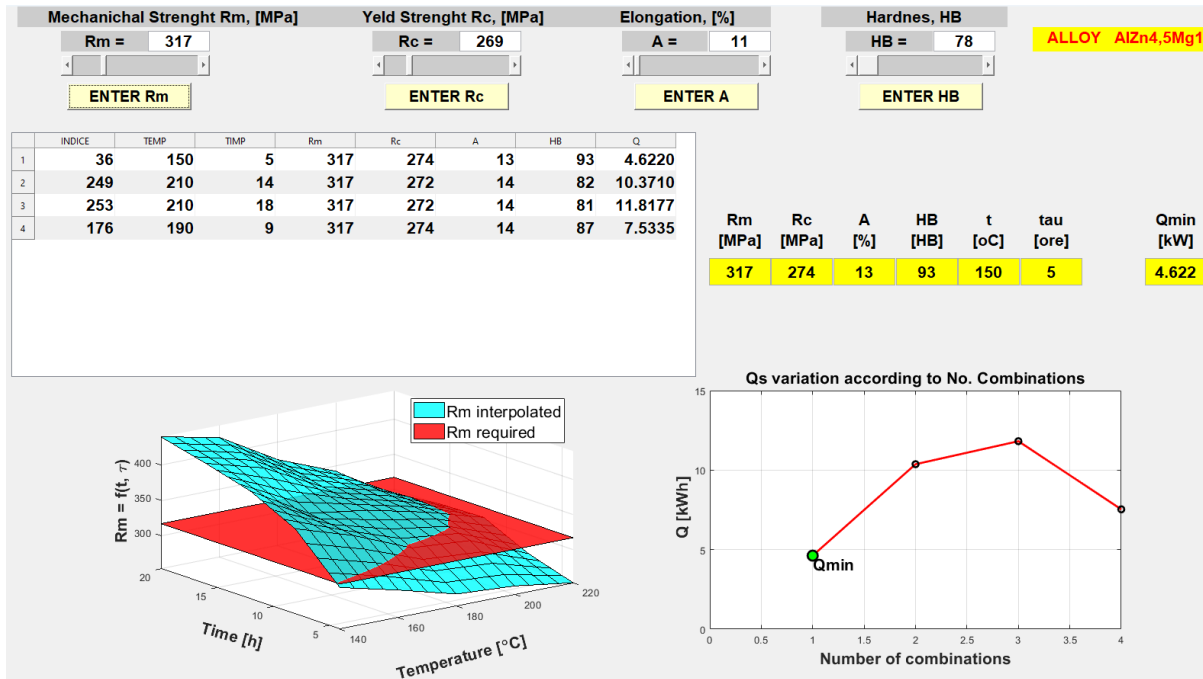 Mechanichal Strenght Rm, [MPa] Yeld Strenght Rc, [MPa] Elongation, [%] Hardnes, HB
Rm = 317 Rc = 269 A = 11 HB = 78
ALLOY AlZn4,5Mg1
ENTER Rm ENTER Rc ENTER A ENTER HB
INDICE TEMP TIMP Rm Rc A HB Q
1 36 150 5 317 274 13 93 4.6220
2 249 210 14 317 272 14 82 10.3710
3 253 210 18 317 272 14 81 11.8177
4 176 190 9 317 274 14 87 7.5335
Rm Rc A HB t tau Qmin
[MPa] [MPa] [%] [HB] [oC] [ore] [kW]
317 274 13 93 150 5 4.622
Rm interpolated
Rm required
Rm = f(t, τ)
400
350
300
20
15
10
5
Time [h]
140
160
180
200
220
Temperature [°C]
Qs variation according to No. Combinations
Q [kWh]
15
10
5
0
Qmin
0 0.5 1 1.5 2 2.5 3 3.5 4
Number of combinations